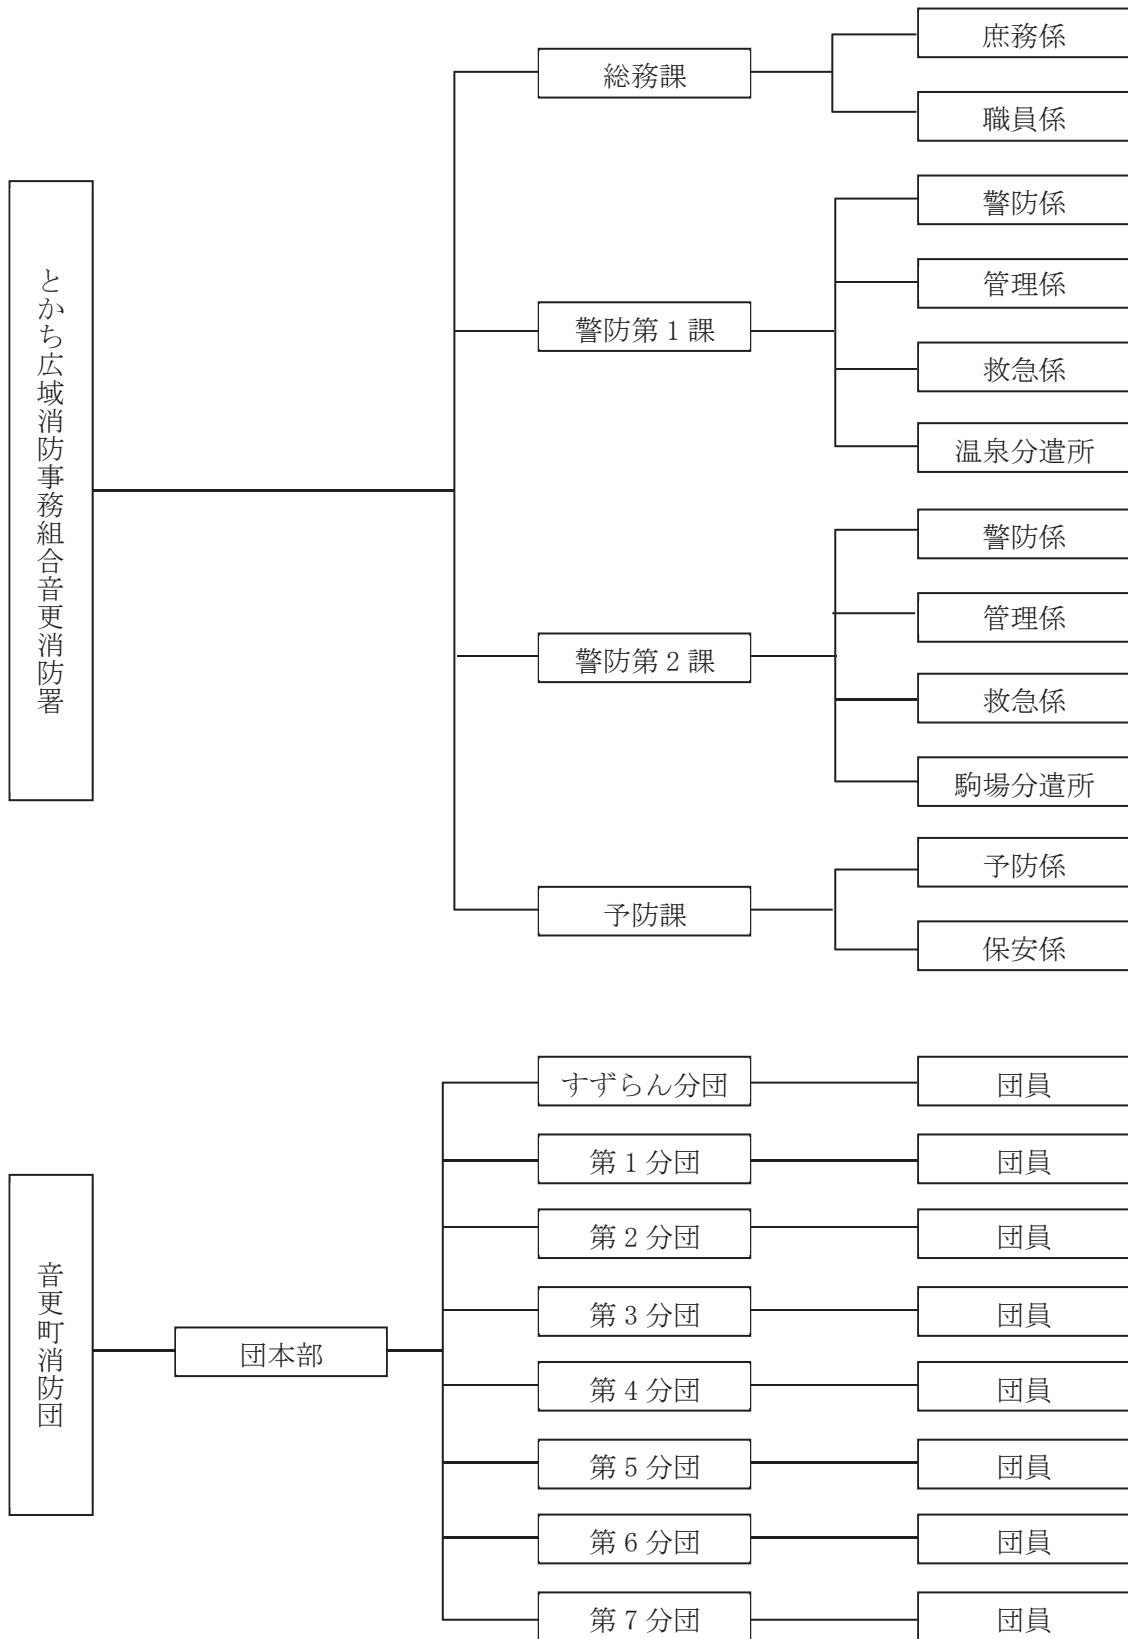 とかち広域消防事務組合音更消防署
総務課
庶務係
職員係
警防第1課
警防係
管理係
救急係
温泉分遣所
警防第2課
警防係
管理係
救急係
駒場分遣所
予防課
予防係
保安係
音更町消防団
団本部
すずらん分団
団員
第1分団
団員
第2分団
団員
第3分団
団員
第4分団
団員
第5分団
団員
第6分団
団員
第7分団
団員